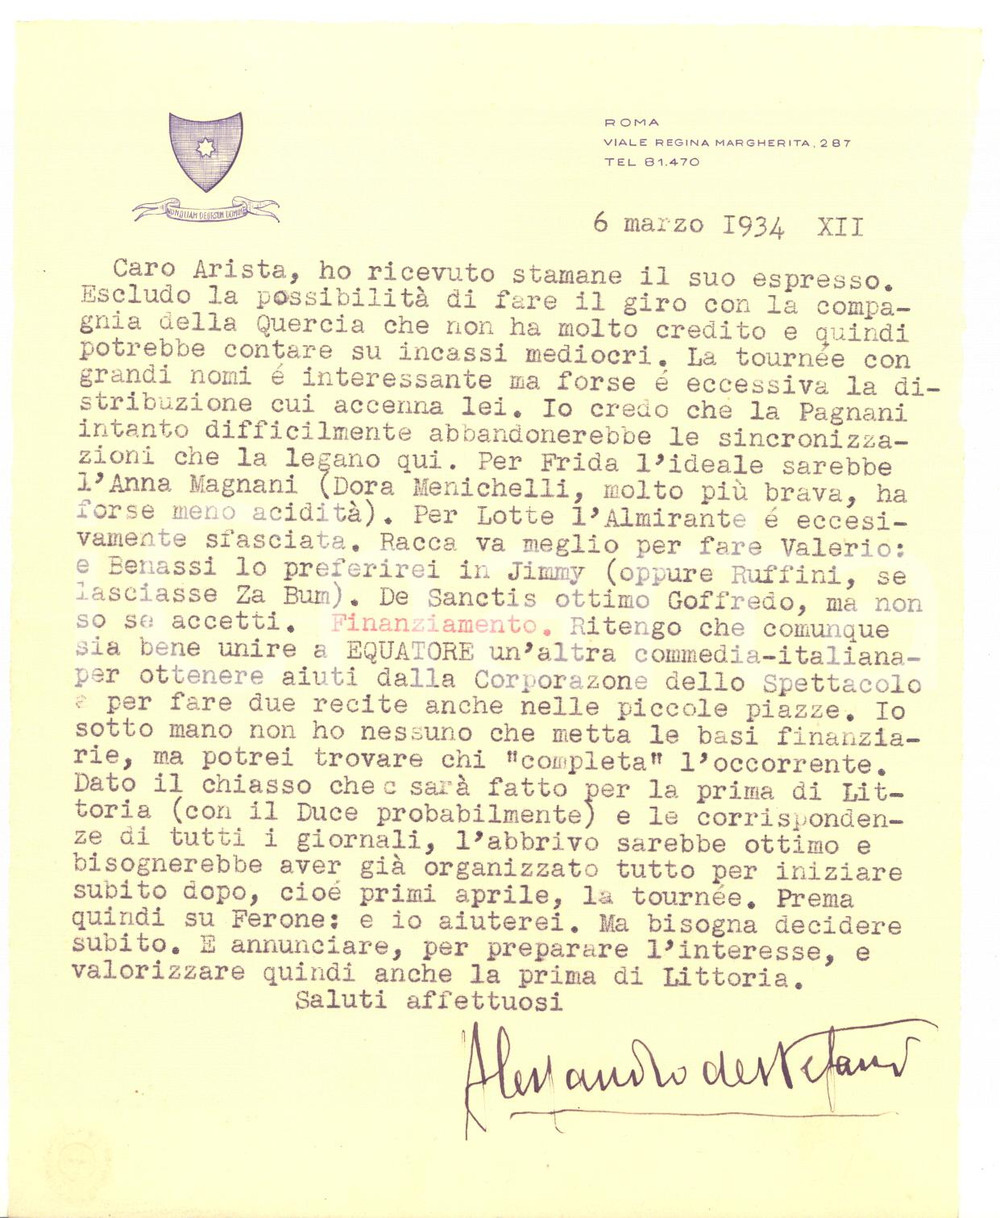 ROMA
VIALE REGINA MARGHERITA, 287
TEL 81.470
6 marzo 1934 XII
Caro Arista, ho ricevuto stamane il suo espresso.
Escludo la possibilità di fare il giro con la compa-
gnia della Quercia che non ha molto credito e quindi
potrebbe contare su incassi mediocri. La tournée con
grandi nomi é interessante ma forse é eccessiva la di-
stribuzione cui accenna lei. Io credo che la Pagnani
intanto difficilmente abbandonerebbe le sincronizza-
zioni che la legano qui. Per Frida l'ideale sarebbe
l'Anna Magnani (Dora Menichelli, molto più brava, ha
forse meno acidità). Per Lotte l'Almirante é eccesi-
vamente sfasciata. Racca va meglio per fare Valerio:
e Benassi lo preferirei in Jimmy (oppure Ruffini, se
lasciasse Za Bum). De Sanctis ottimo Goffredo, ma non
so se accetti. Finanziamento. Ritengo che comunque
sia bene unire a EQUATORE un'altra commedia-italiana-
per ottenere aiuti dalla Corporazone dello Spettacolo
e per fare due recite anche nelle piccole piazze. Io
sotto mano non ho nessuno che metta le basi finanzia-
rie, ma potrei trovare chi "completa" l'occorrente.
Dato il chiasso che c sarà fatto per la prima di Lit-
toria (con il Duce probabilmente) e le corrisponden-
ze di tutti i giornali, l'abbrivo sarebbe ottimo e
bisognerebbe aver già organizzato tutto per iniziare
subito dopo, cioé primi aprile, la tournée. Prema
quindi su Ferone: e io aiuterei. Ma bisogna decidere
subito. E annunciare, per preparare l'interesse, e
valorizzare quindi anche la prima di Littoria.
Saluti affettuosi
Alessandro de Stefani